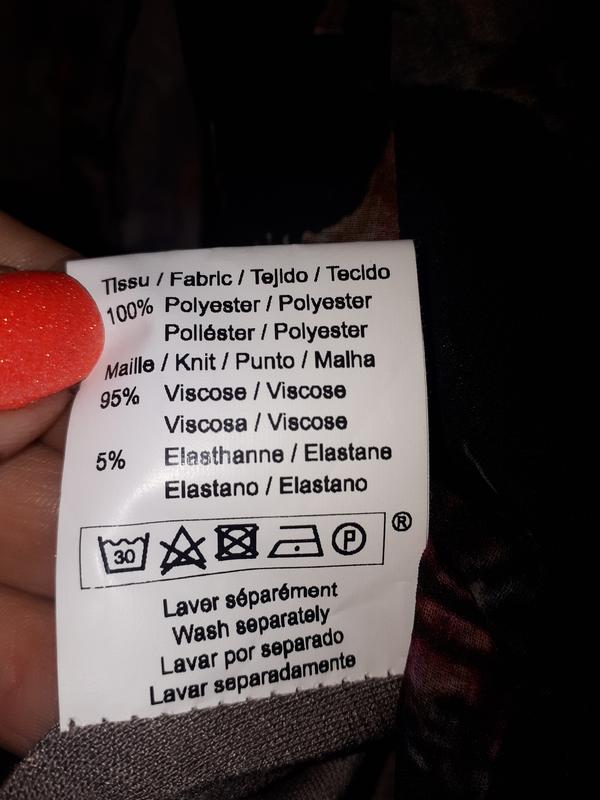 Tissu / Fabric / Tejido / Tecido
100% Polyester / Polyester
Poliéster / Polyester
Maille / Knit / Punto / Malha
95% Viscose / Viscose
Viscosa / Viscose
5% Elasthanne / Elastane
Elastano / Elastano
30 P ®
Laver séparément
Wash separately
Lavar por separado
Lavar separadamente